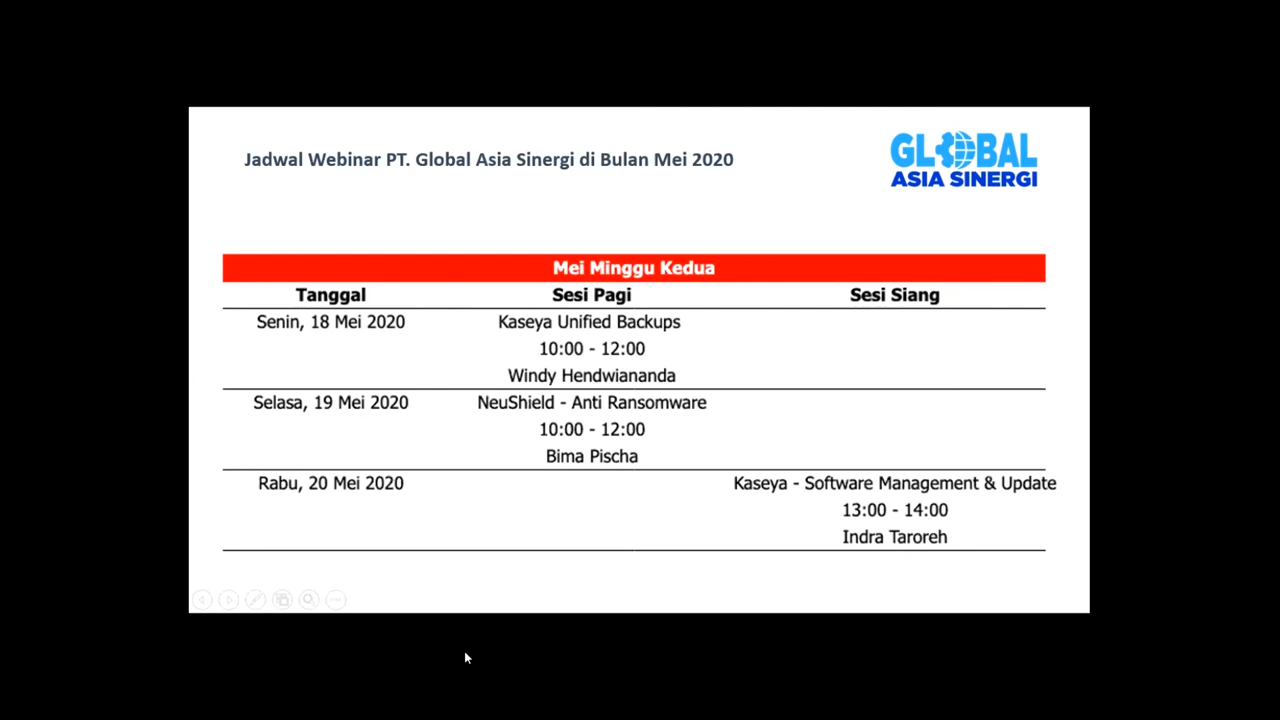 Jadwal Webinar PT. Global Asia Sinergi di Bulan Mei 2020
GLOBAL
ASIA SINERGI
Mei Minggu Kedua
Tanggal Sesi Pagi Sesi Siang
Senin, 18 Mei 2020 Kaseya Unified Backups
10:00 - 12:00
Windy Hendwiananda
Selasa, 19 Mei 2020 NeuShield - Anti Ransomware
10:00 - 12:00
Bima Pischa
Rabu, 20 Mei 2020 Kaseya - Software Management & Update
13:00 - 14:00
Indra Taroreh